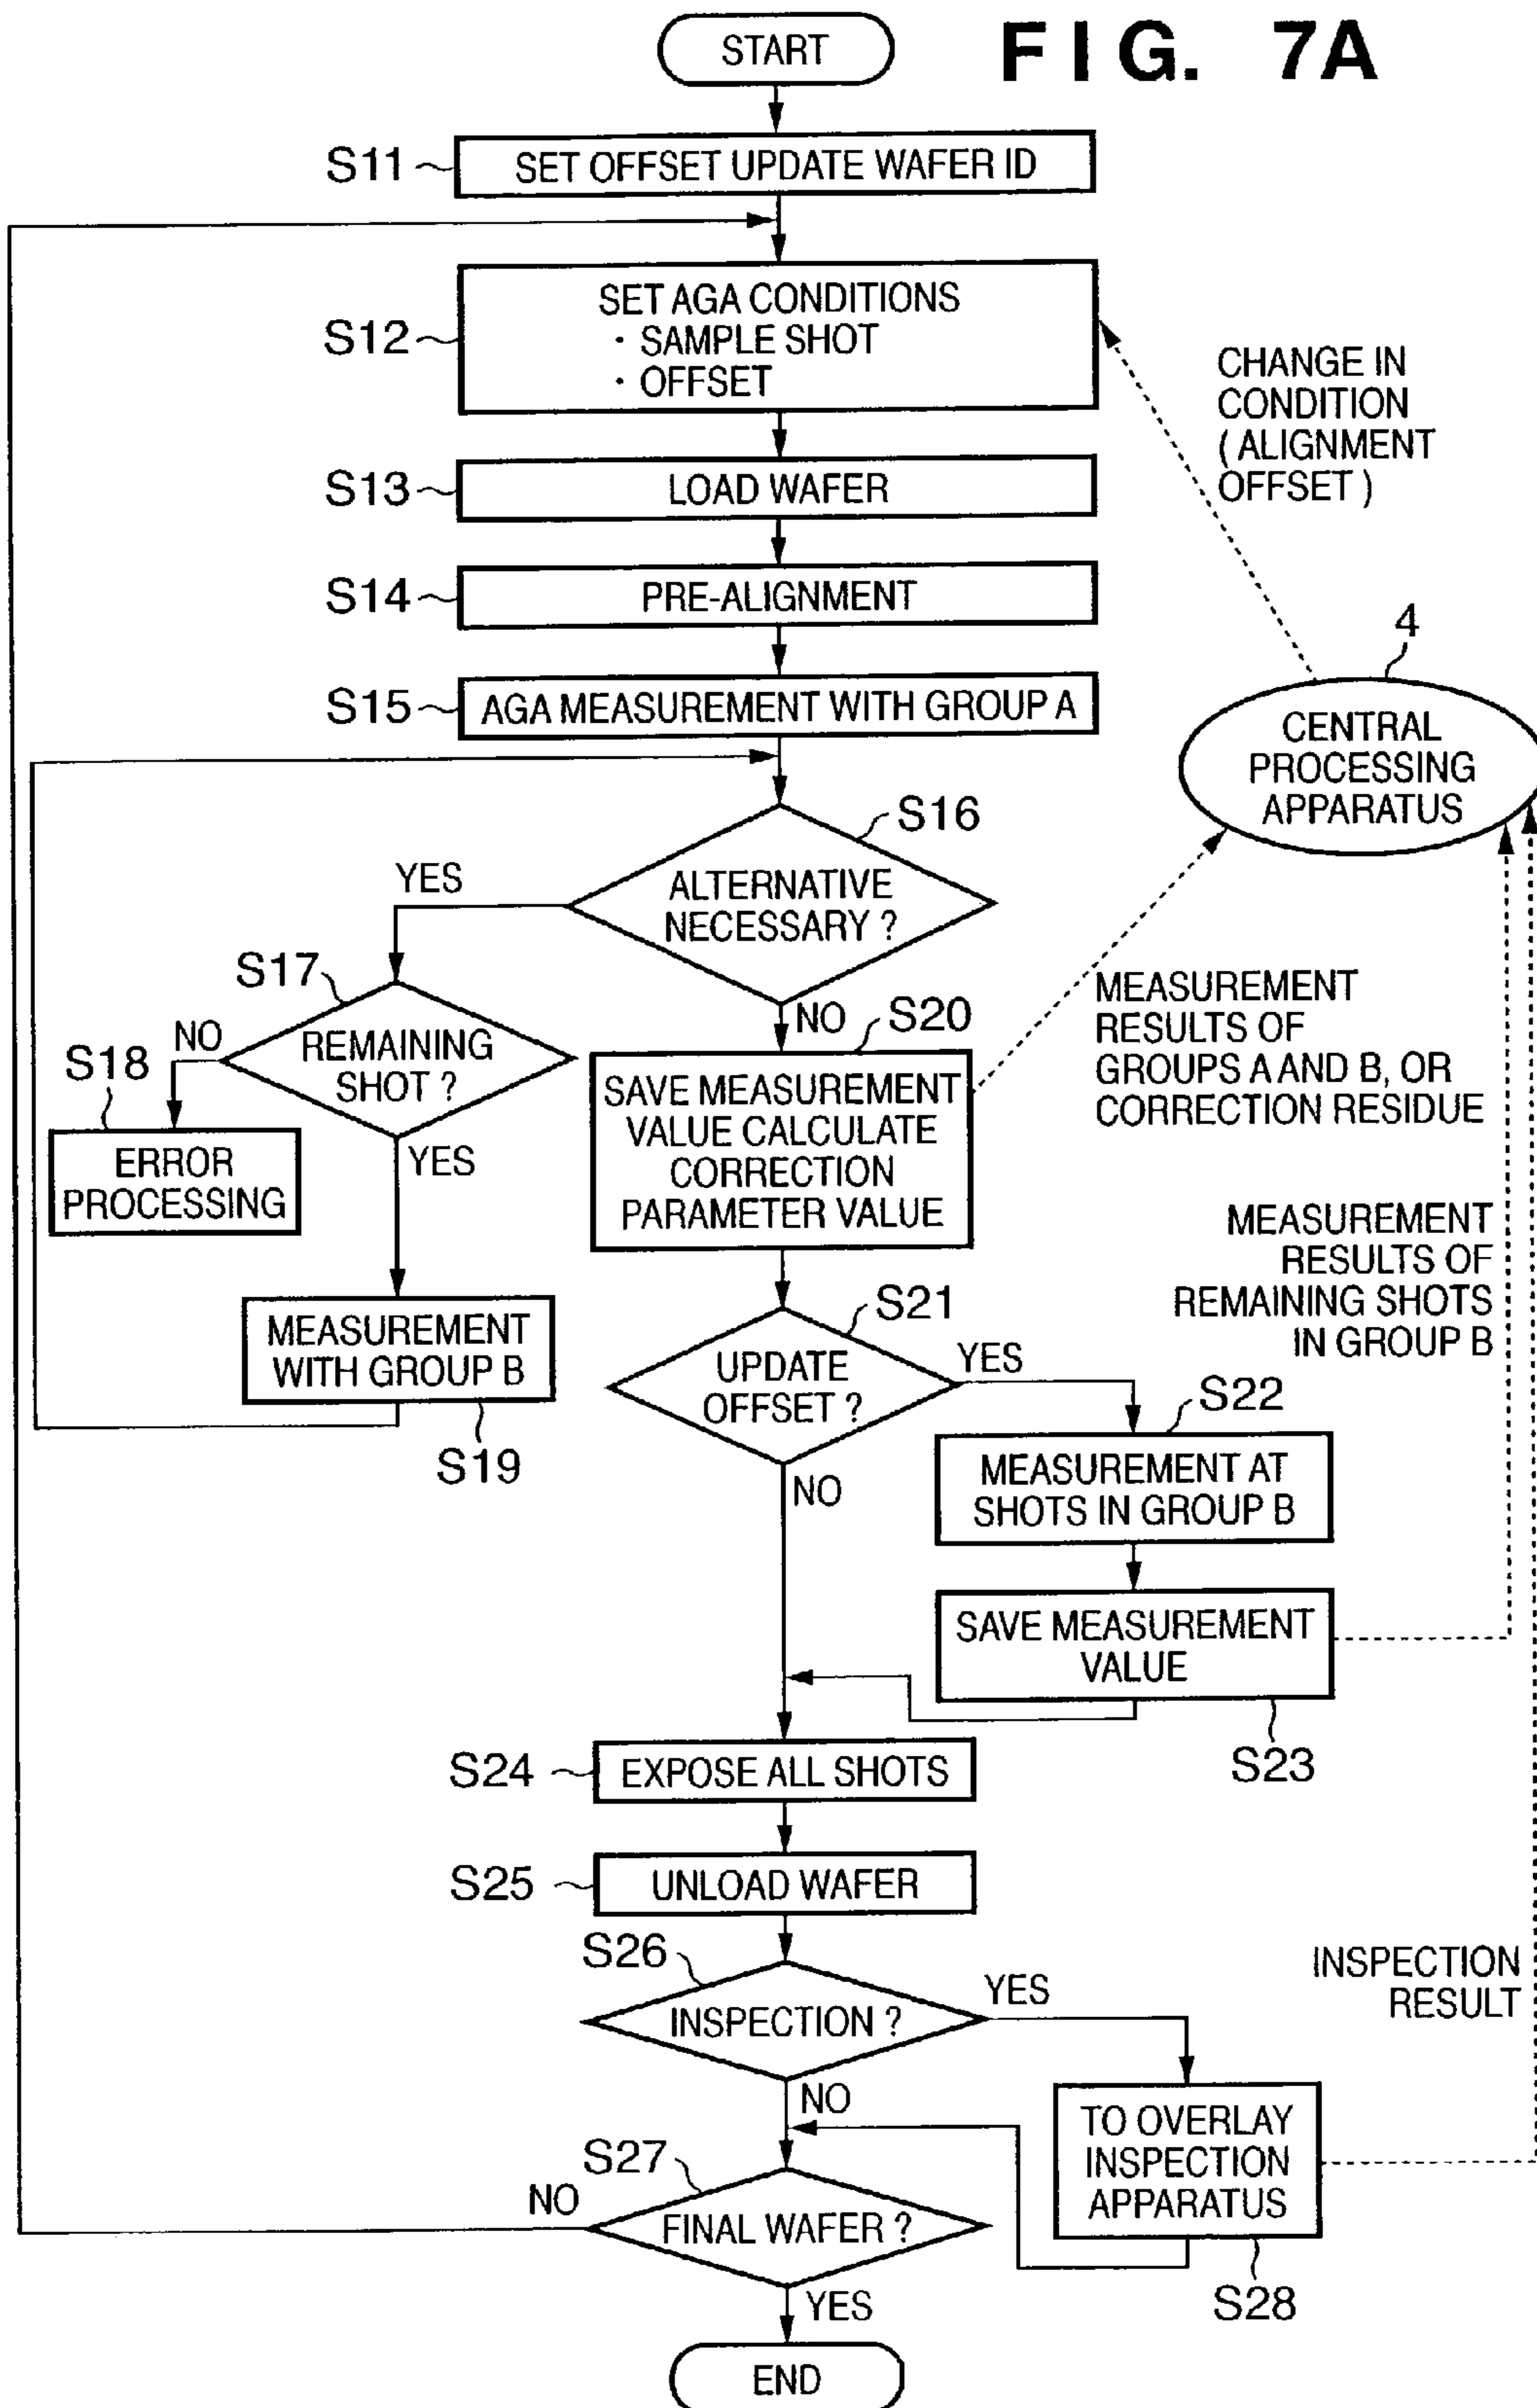 START
FIG. 7A
S11
SET OFFSET UPDATE WAFER ID
S12
SET AGA CONDITIONS
· SAMPLE SHOT
· OFFSET
CHANGE IN
CONDITION
( ALIGNMENT
OFFSET )
S13
LOAD WAFER
S14
PRE-ALIGNMENT
S15
AGA MEASUREMENT WITH GROUP A
4
CENTRAL
PROCESSING
APPARATUS
S16
ALTERNATIVE
NECESSARY ?
YES
NO
S17
REMAINING
SHOT ?
NO
YES
S18
ERROR
PROCESSING
S19
MEASUREMENT
WITH GROUP B
S20
SAVE MEASUREMENT
VALUE CALCULATE
CORRECTION
PARAMETER VALUE
MEASUREMENT
RESULTS OF
GROUPS A AND B, OR
CORRECTION RESIDUE
MEASUREMENT
RESULTS OF
REMAINING SHOTS
IN GROUP B
S21
UPDATE
OFFSET ?
YES
NO
S22
MEASUREMENT AT
SHOTS IN GROUP B
SAVE MEASUREMENT
VALUE
S23
S24
EXPOSE ALL SHOTS
S25
UNLOAD WAFER
S26
INSPECTION ?
YES
NO
INSPECTION
RESULT
TO OVERLAY
INSPECTION
APPARATUS
S28
S27
FINAL WAFER ?
NO
YES
END